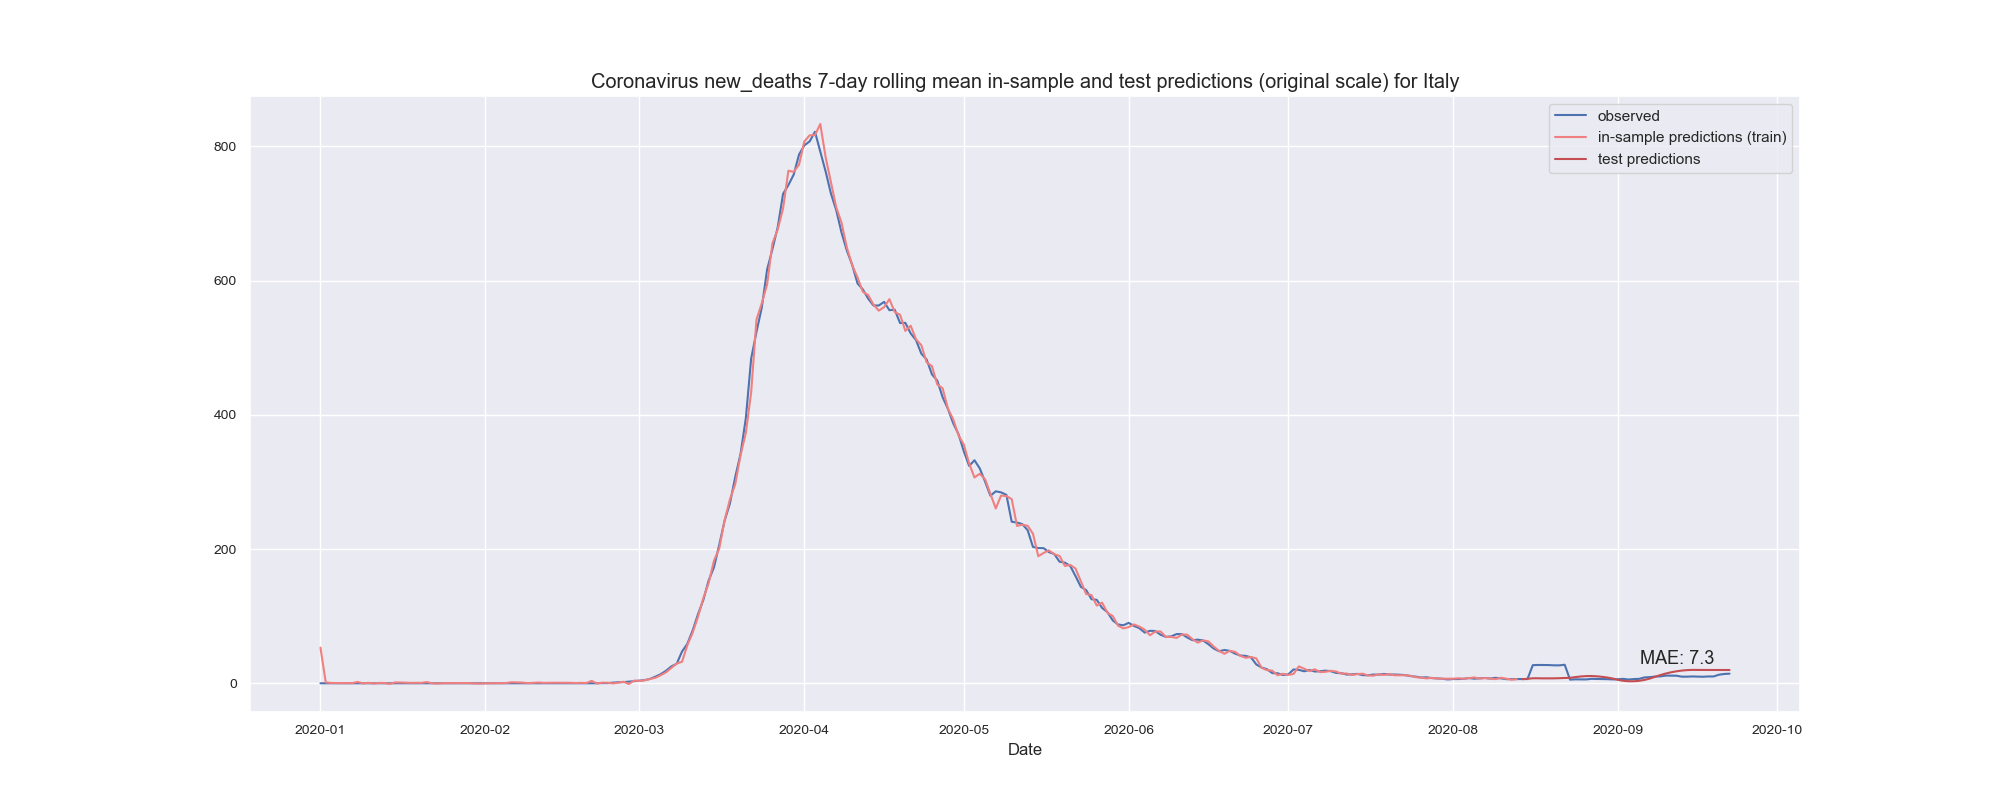 Coronavirus new_deaths 7-day rolling mean in-sample and test predictions (original scale) for Italy
observed
in-sample predictions (train)
test predictions
800
600
400
200
0
MAE: 7.3
2020-01 2020-02 2020-03 2020-04 2020-05 2020-06 2020-07 2020-08 2020-09 2020-10
Date